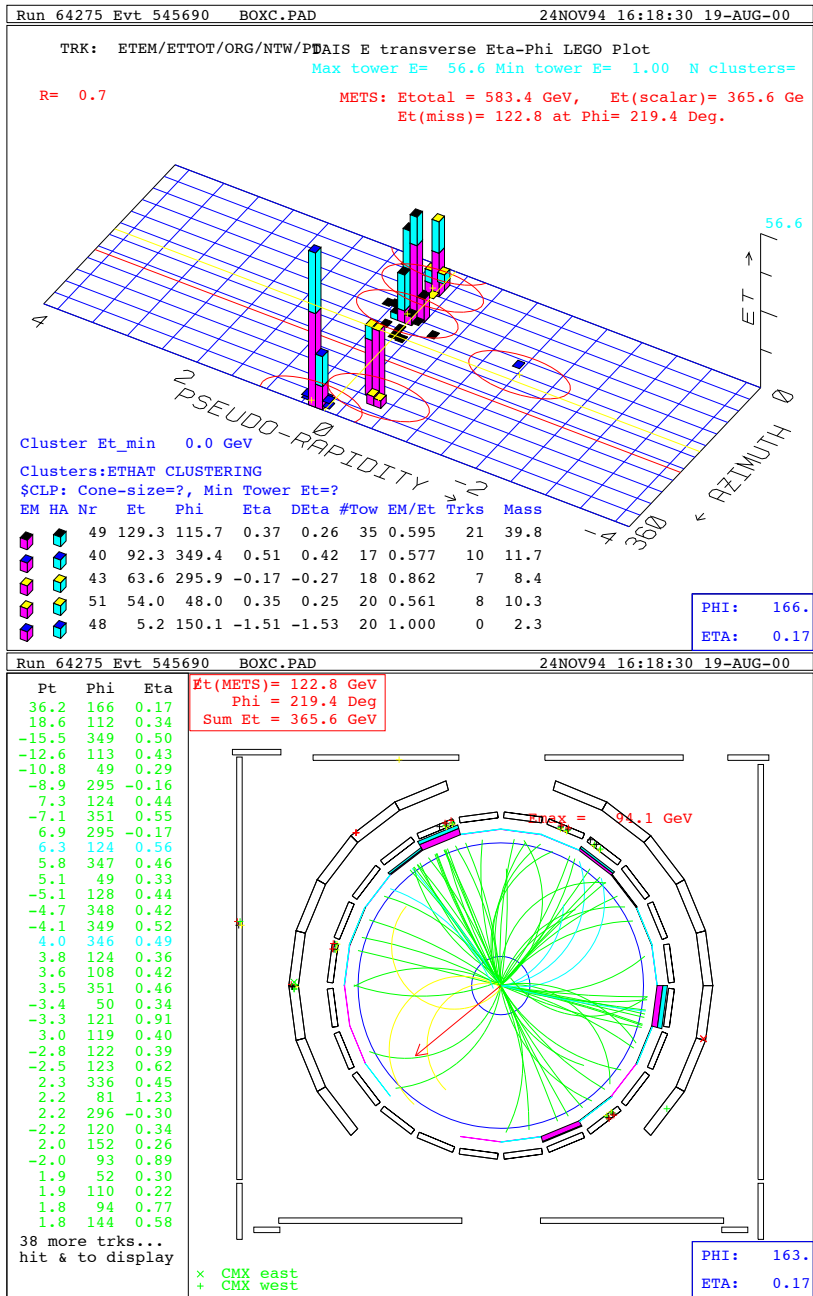 Run 64275 Evt 545690 BOXC.PAD 24NOV94 16:18:30 19-AUG-00
TRK: ETEM/ETTOT/ORG/NTW/PT
DAIS E transverse Eta-Phi LEGO Plot
Max tower E= 56.6 Min tower E= 1.00 N clusters=
R= 0.7
METS: Etotal = 583.4 GeV, Et(scalar)= 365.6 Ge
Et(miss)= 122.8 at Phi= 219.4 Deg.
56.6
ET →
4
2
0
-2
-4
PSEUDO-RAPIDITY →
0
← AZIMUTH
360
Cluster Et_min 0.0 GeV
Clusters:ETHAT CLUSTERING
$CLP: Cone-size=?, Min Tower Et=?
EM HA Nr Et Phi Eta DEta #Tow EM/Et Trks Mass
49 129.3 115.7 0.37 0.26 35 0.595 21 39.8
40 92.3 349.4 0.51 0.42 17 0.577 10 11.7
43 63.6 295.9 -0.17 -0.27 18 0.862 7 8.4
51 54.0 48.0 0.35 0.25 20 0.561 8 10.3
48 5.2 150.1 -1.51 -1.53 20 1.000 0 2.3
PHI: 166.
ETA: 0.17
Run 64275 Evt 545690 BOXC.PAD 24NOV94 16:18:30 19-AUG-00
Pt Phi Eta
36.2 166 0.17
18.6 112 0.34
-15.5 349 0.50
-12.6 113 0.43
-10.8 49 0.29
-8.9 295 -0.16
7.3 124 0.44
-7.1 351 0.55
6.9 295 -0.17
6.3 124 0.56
5.8 347 0.46
5.1 49 0.33
-5.1 128 0.44
-4.7 348 0.42
-4.1 349 0.52
4.0 346 0.49
3.8 124 0.36
3.6 108 0.42
3.5 351 0.46
-3.4 50 0.34
-3.3 121 0.91
3.0 119 0.40
-2.8 122 0.39
-2.5 123 0.62
2.3 336 0.45
2.2 81 1.23
2.2 296 -0.30
-2.2 120 0.34
2.0 152 0.26
-2.0 93 0.89
1.9 52 0.30
1.9 110 0.22
1.8 94 0.77
1.8 144 0.58
38 more trks...
hit & to display
Et(METS)= 122.8 GeV
Phi = 219.4 Deg
Sum Et = 365.6 GeV
Emax = 94.1 GeV
× CMX east
+ CMX west
PHI: 163.
ETA: 0.17